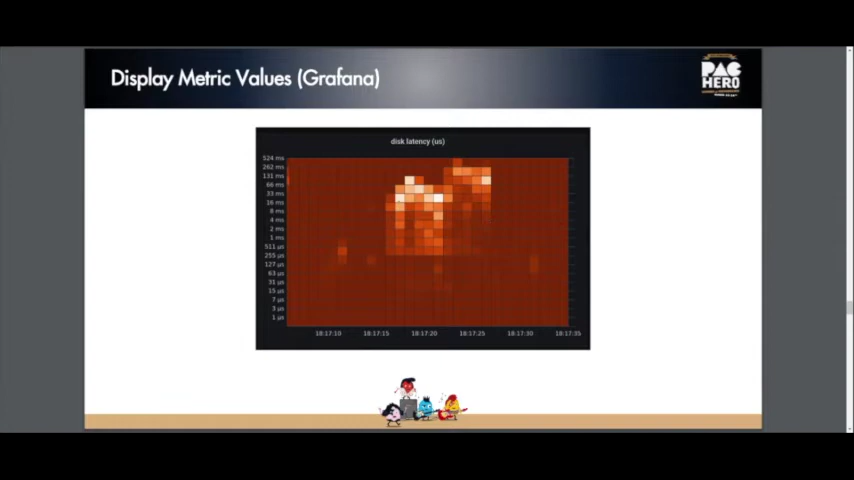 Display Metric Values (Grafana)
PAC
HERO
disk latency (us)
524 ms
262 ms
131 ms
66 ms
33 ms
16 ms
8 ms
4 ms
2 ms
1 ms
511 µs
255 µs
127 µs
63 µs
31 µs
15 µs
7 µs
3 µs
1 µs
18:17:10 18:17:15 18:17:20 18:17:25 18:17:30 18:17:35